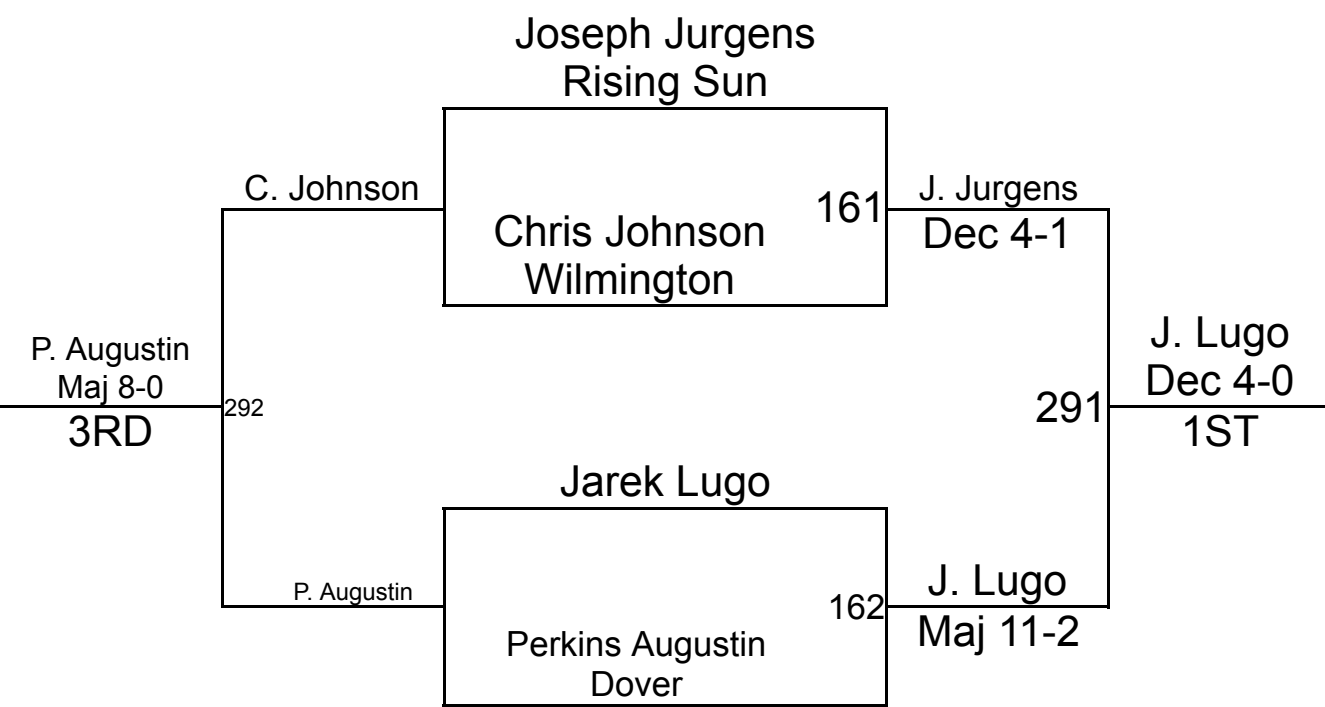 Joseph Jurgens
Rising Sun
C. Johnson
161
J. Jurgens
Chris Johnson
Wilmington
Dec 4-1
P. Augustin
Maj 8-0
292
3RD
291
J. Lugo
Dec 4-0
1ST
Jarek Lugo
P. Augustin
162
J. Lugo
Maj 11-2
Perkins Augustin
Dover